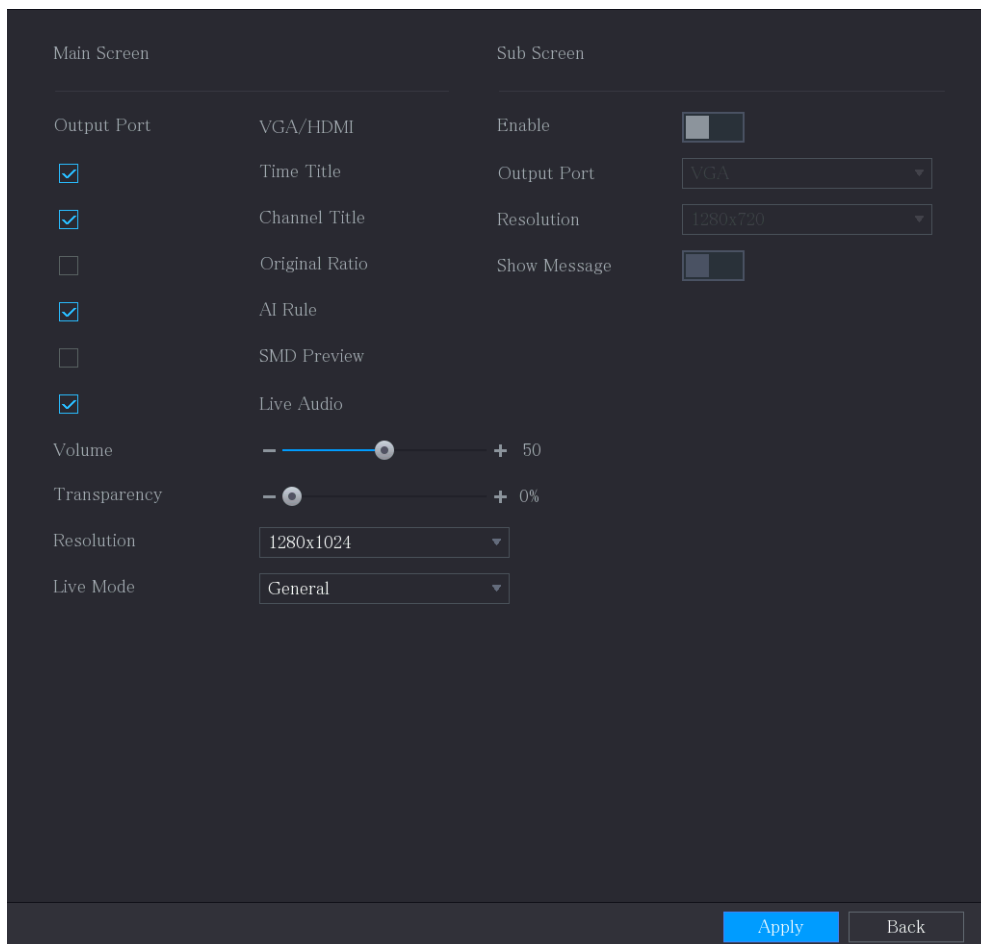 Main Screen
Output Port VGA/HDMI
Time Title
Channel Title
Original Ratio
AI Rule
SMD Preview
Live Audio
Volume 50
Transparency 0%
Resolution 1280x1024
Live Mode General
Sub Screen
Enable
Output Port VGA
Resolution 1280x720
Show Message
Apply Back